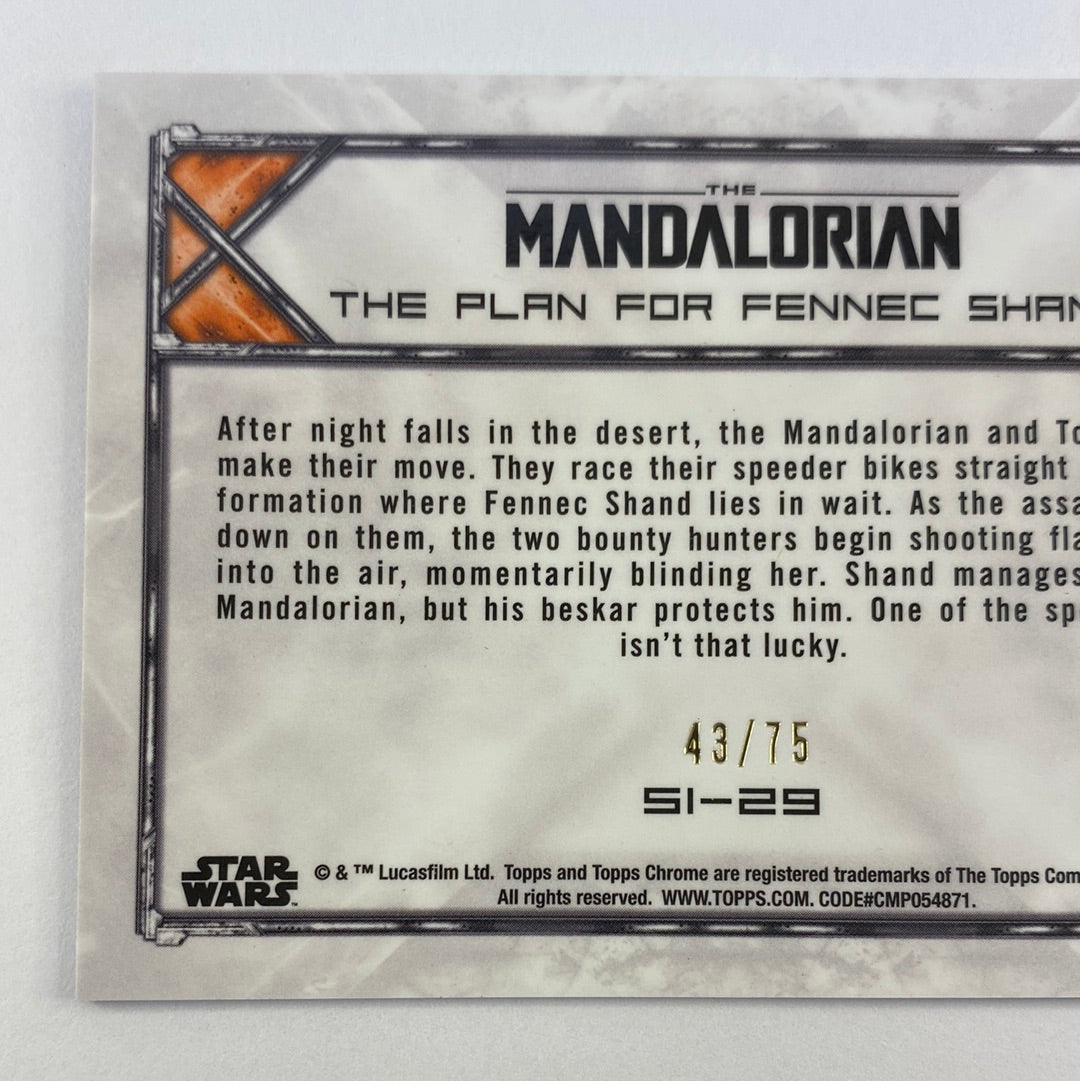 THE
MANDALORIAN
THE PLAN FOR FENNEC SHAN
After night falls in the desert, the Mandalorian and To
make their move. They race their speeder bikes straight
formation where Fennec Shand lies in wait. As the assa
down on them, the two bounty hunters begin shooting fla
into the air, momentarily blinding her. Shand manages
Mandalorian, but his beskar protects him. One of the sp
isn't that lucky.
43/75
SI-29
STAR
WARS™
© & ™ Lucasfilm Ltd. Topps and Topps Chrome are registered trademarks of The Topps Com
All rights reserved. WWW.TOPPS.COM. CODE#CMP054871.